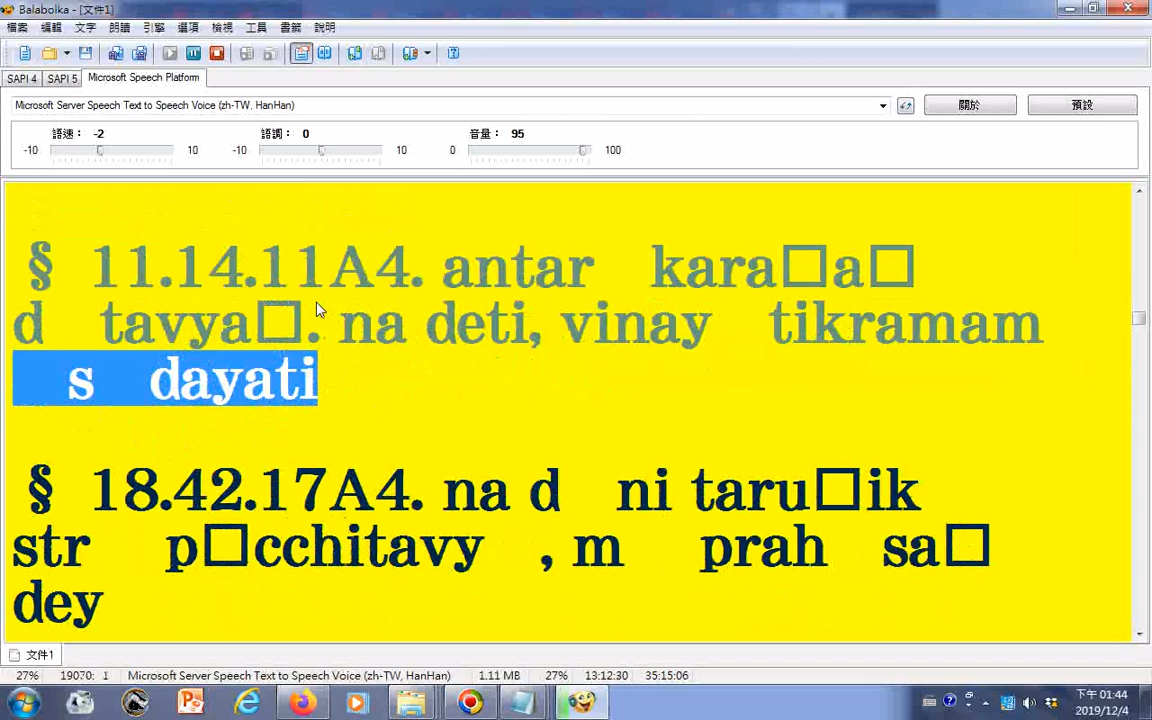 Balabolka - [文件1]
檔案 編輯 文字 朗讀 引擎 選項 檢視 工具 書籤 說明
SAPI 4 SAPI 5 Microsoft Speech Platform
Microsoft Server Speech Text to Speech Voice (zh-TW, HanHan) 關於 預設
語速： -2 語調： 0 音量： 95
-10 10 -10 10 0 100
§ 11.14.11A4. antar kara□a□
d tavya□. na deti, vinay tikramam
s dayati
§ 18.42.17A4. na d ni taru□ik
str p□cchitavy , m prah sa□
dey
文件1
27% 19070: 1 Microsoft Server Speech Text to Speech Voice (zh-TW, HanHan) 1.11 MB 27% 13:12:30 35:15:06
下午 01:44
2019/12/4